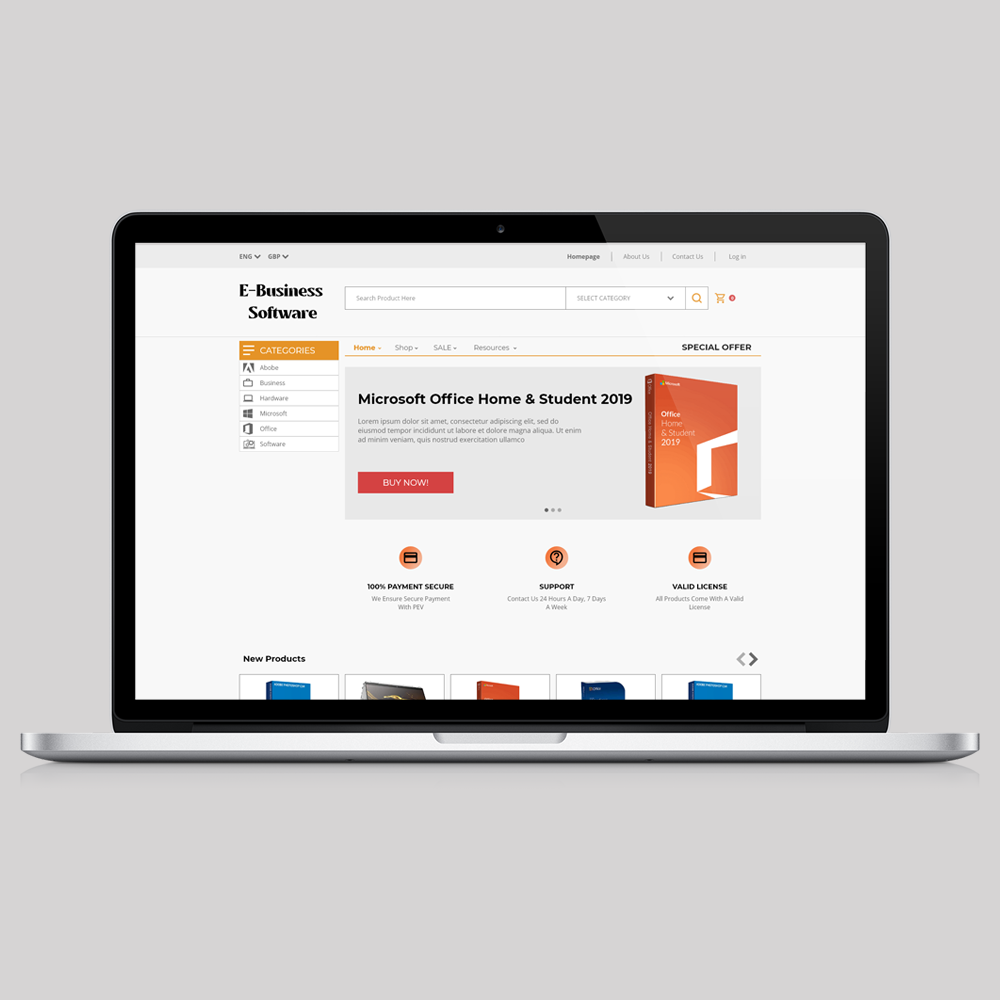 ENG GBP
Homepage About Us Contact Us Log in
E-Business
Software
Search Product Here
SELECT CATEGORY
0
CATEGORIES
Abobe
Business
Hardware
Microsoft
Office
Software
Home Shop SALE Resources
SPECIAL OFFER
Microsoft Office Home & Student 2019
Lorem ipsum dolor sit amet, consectetur adipiscing elit, sed do
eiusmod tempor incididunt ut labore et dolore magna aliqua. Ut enim
ad minim veniam, quis nostrud exercitation ullamco
BUY NOW!
Microsoft
Office
Home
& Student
2019
Office Home & Student 2019
100% PAYMENT SECURE
We Ensure Secure Payment
With PEV
SUPPORT
Contact Us 24 Hours A Day, 7 Days
A Week
VALID LICENSE
All Products Come With A Valid
License
New Products